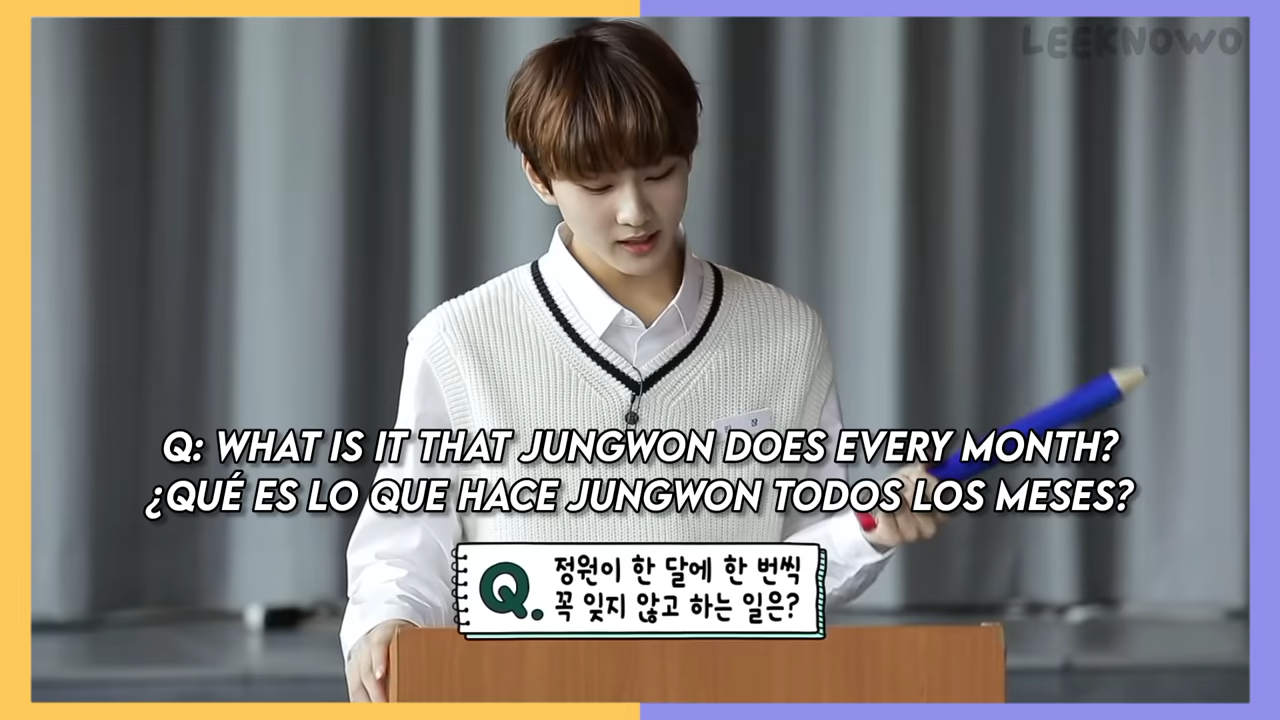 LEEKNOWO
Q: WHAT IS IT THAT JUNGWON DOES EVERY MONTH?
¿QUÉ ES LO QUE HACE JUNGWON TODOS LOS MESES?
Q. 정원이 한 달에 한 번씩
꼭 잊지 않고 하는 일은?